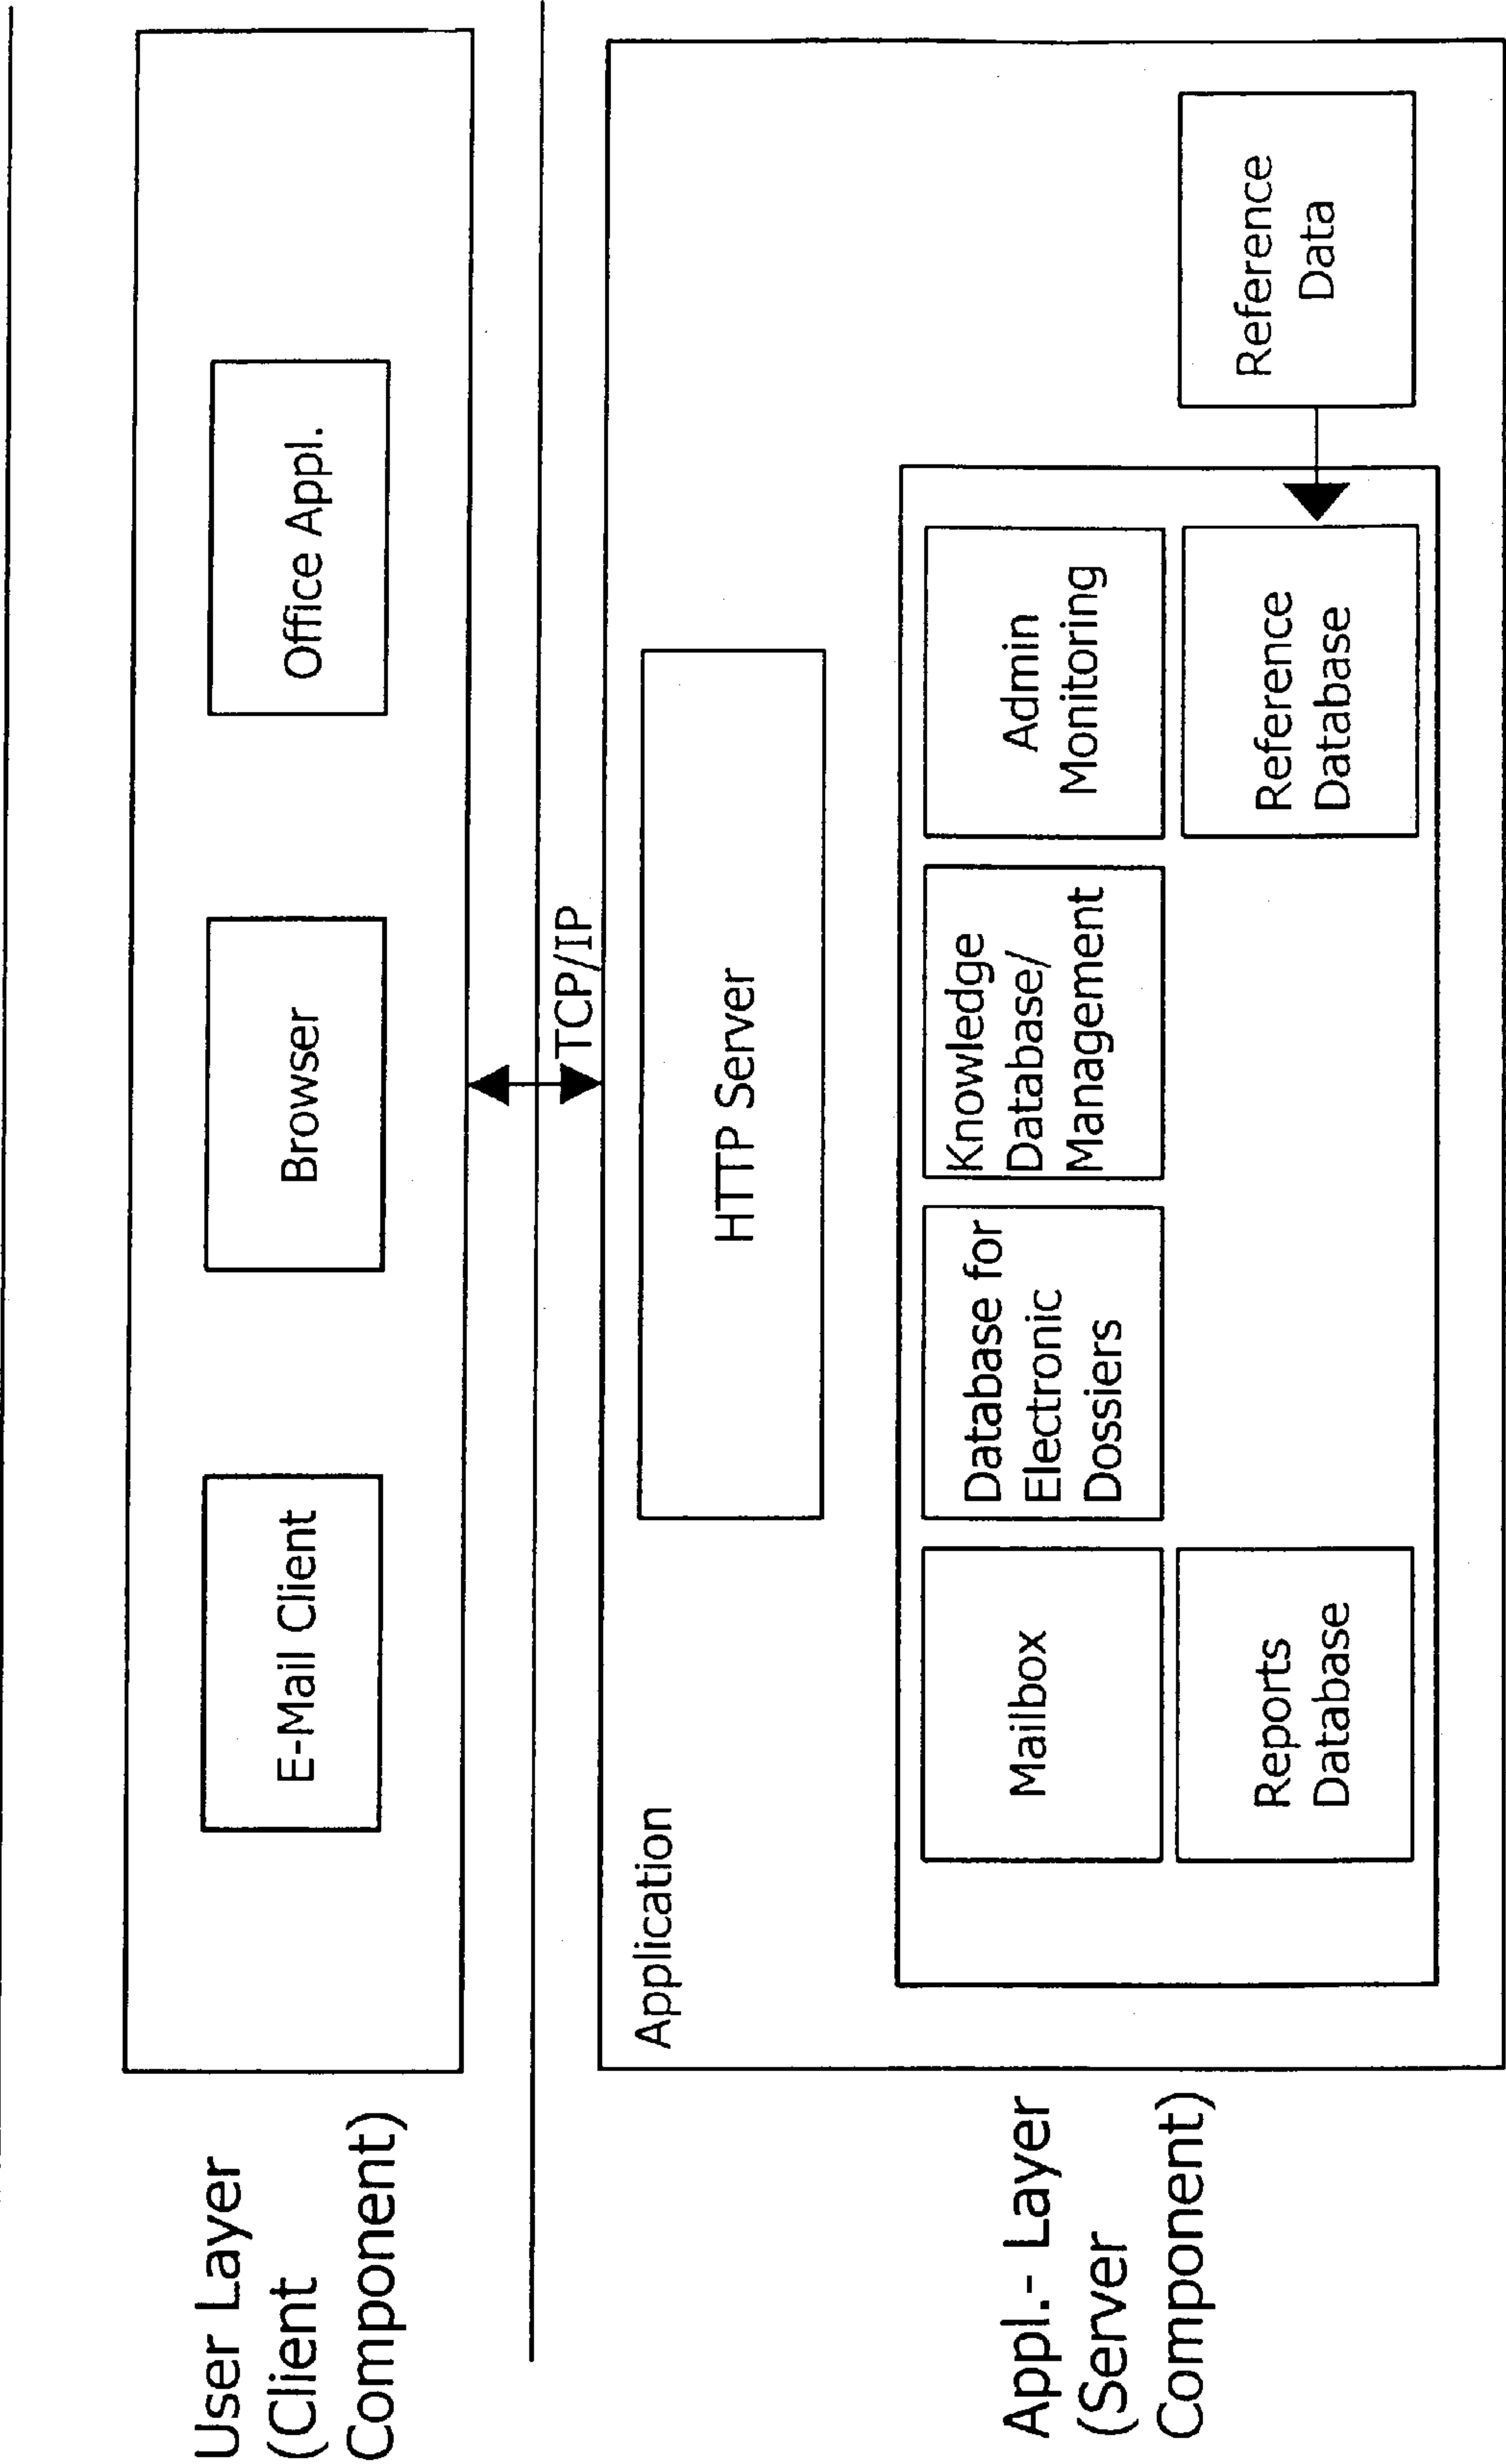 User Layer
(Client
Component)
E-Mail Client
Browser
Office Appl.
TCP/IP
Appl.- Layer
(Server
Component)
Application
HTTP Server
Mailbox
Database for
Electronic
Dossiers
Knowledge
Database/
Management
Admin
Monitoring
Reports
Database
Reference
Database
Reference
Data